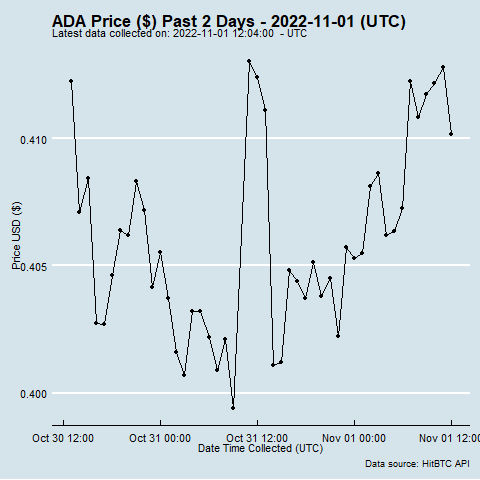 ADA Price ($) Past 2 Days - 2022-11-01 (UTC)
Latest data collected on: 2022-11-01 12:04:00 - UTC
Price USD ($)
0.410
0.405
0.400
Oct 30 12:00 Oct 31 00:00 Oct 31 12:00 Nov 01 00:00 Nov 01 12:00
Date Time Collected (UTC)
Data source: HitBTC API